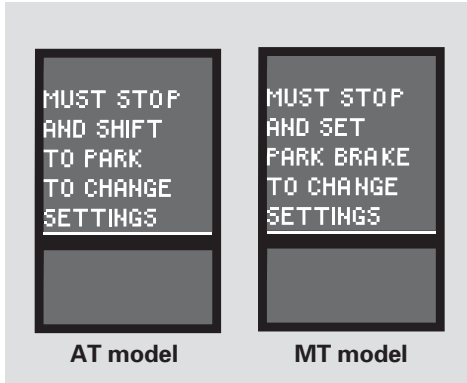 MUST STOP
AND SHIFT
TO PARK
TO CHANGE
SETTINGS
MUST STOP
AND SET
PARK BRAKE
TO CHANGE
SETTINGS
AT model
MT model